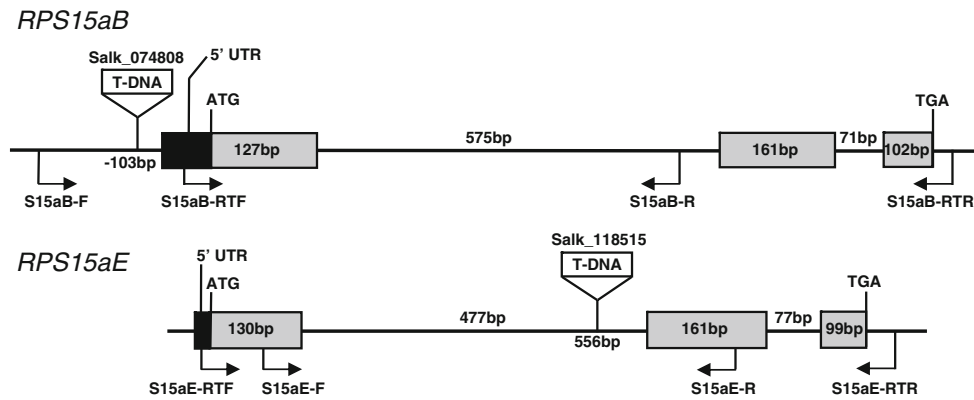 RPS15aB
Salk_074808
5' UTR
T-DNA
ATG
TGA
-103bp
127bp
575bp
161bp
71bp
102bp
S15aB-F
S15aB-RTF
S15aB-R
S15aB-RTR
RPS15aE
5' UTR
Salk_118515
ATG
T-DNA
TGA
130bp
477bp
556bp
161bp
77bp
99bp
S15aE-RTF
S15aE-F
S15aE-R
S15aE-RTR